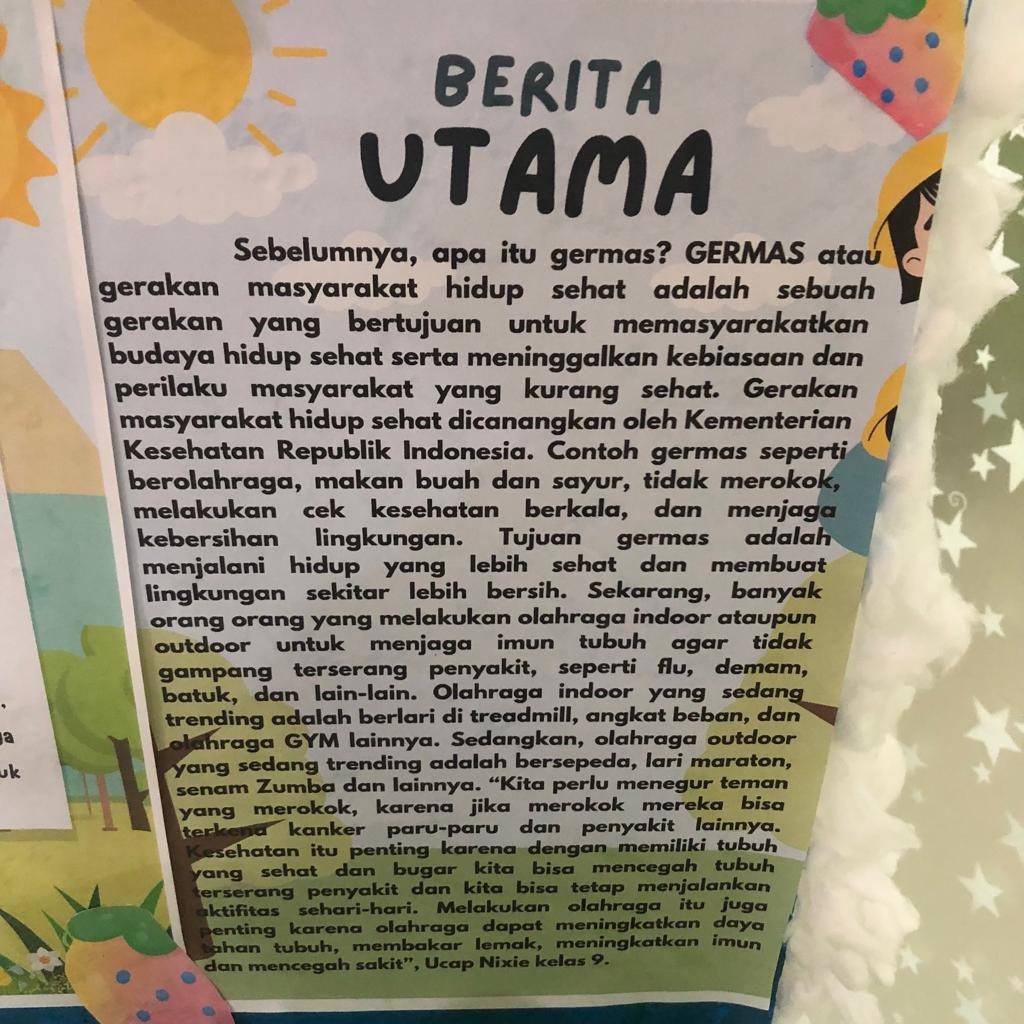 BERITA
UTAMA
Sebelumnya, apa itu germas? GERMAS atau
gerakan masyarakat hidup sehat adalah sebuah
gerakan yang bertujuan untuk memasyarakatkan
budaya hidup sehat serta meninggalkan kebiasaan dan
perilaku masyarakat yang kurang sehat. Gerakan
masyarakat hidup sehat dicanangkan oleh Kementerian
Kesehatan Republik Indonesia. Contoh germas seperti
berolahraga, makan buah dan sayur, tidak merokok,
melakukan cek kesehatan berkala, dan menjaga
kebersihan lingkungan. Tujuan germas adalah
menjalani hidup yang lebih sehat dan membuat
lingkungan sekitar lebih bersih. Sekarang, banyak
orang orang yang melakukan olahraga indoor ataupun
outdoor untuk menjaga imun tubuh agar tidak
gampang terserang penyakit, seperti flu, demam,
batuk, dan lain-lain. Olahraga indoor yang sedang
trending adalah berlari di treadmill, angkat beban, dan
olahraga GYM lainnya. Sedangkan, olahraga outdoor
yang sedang trending adalah bersepeda, lari maraton,
senam Zumba dan lainnya. “Kita perlu menegur teman
yang merokok, karena jika merokok mereka bisa
terkena kanker paru-paru dan penyakit lainnya.
Kesehatan itu penting karena dengan memiliki tubuh
yang sehat dan bugar kita bisa mencegah tubuh
terserang penyakit dan kita bisa tetap menjalankan
aktifitas sehari-hari. Melakukan olahraga itu juga
penting karena olahraga dapat meningkatkan daya
tahan tubuh, membakar lemak, meningkatkan imun
dan mencegah sakit”, Ucap Nixie kelas 9.